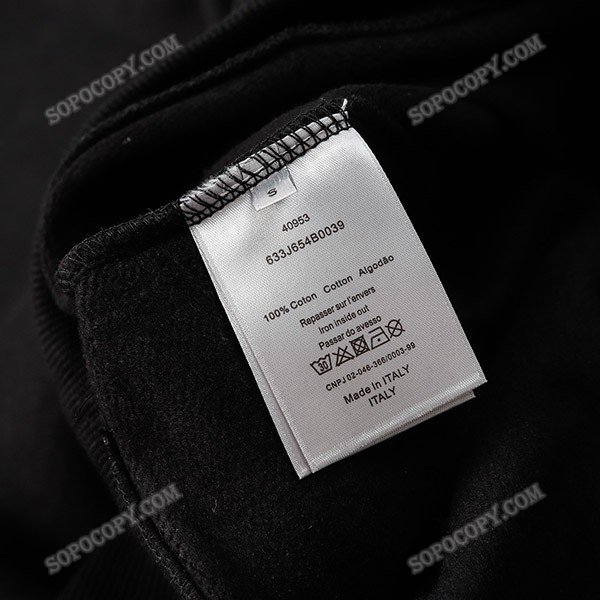 SOPOCOPY.COM
SOPOCOPY.COM
S
40953
633J654B0039
100% Coton Cotton Algodão
Repasser sur l'envers
Iron inside out
Passar do avesso
30
CNPJ 02-046-366/0003-99
Made In ITALY
ITALY
SOPOCOPY.COM
SOPOCOPY.COM